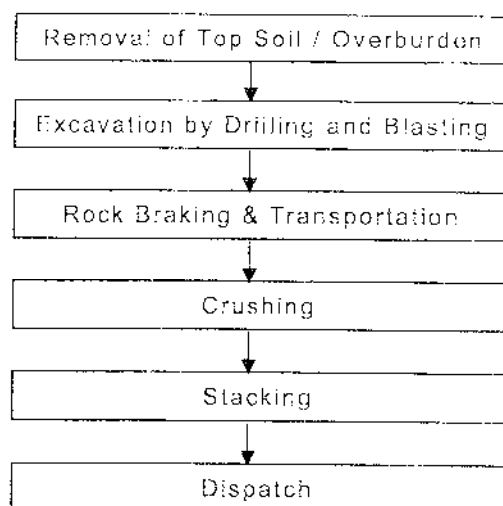 Removal of Top Soil / Overburden
Excavation by Drilling and Blasting
Rock Braking & Transportation
Crushing
Stacking
Dispatch